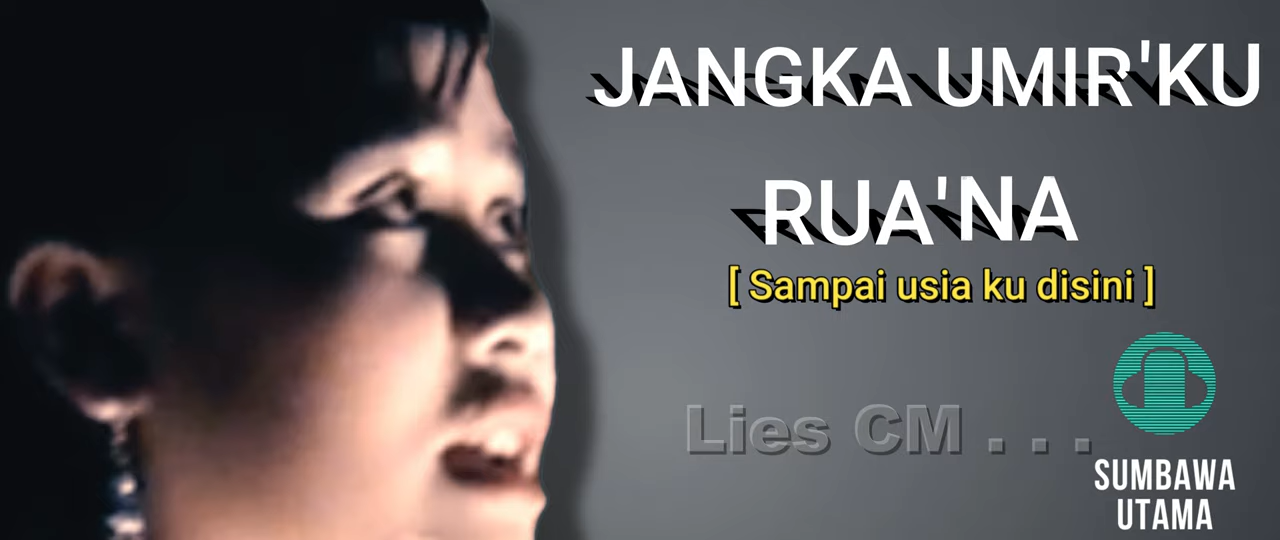 JANGKA UMIR'KU
RUA'NA
[ Sampai usia ku disini ]
Lies CM . . .
SUMBAWA
UTAMA